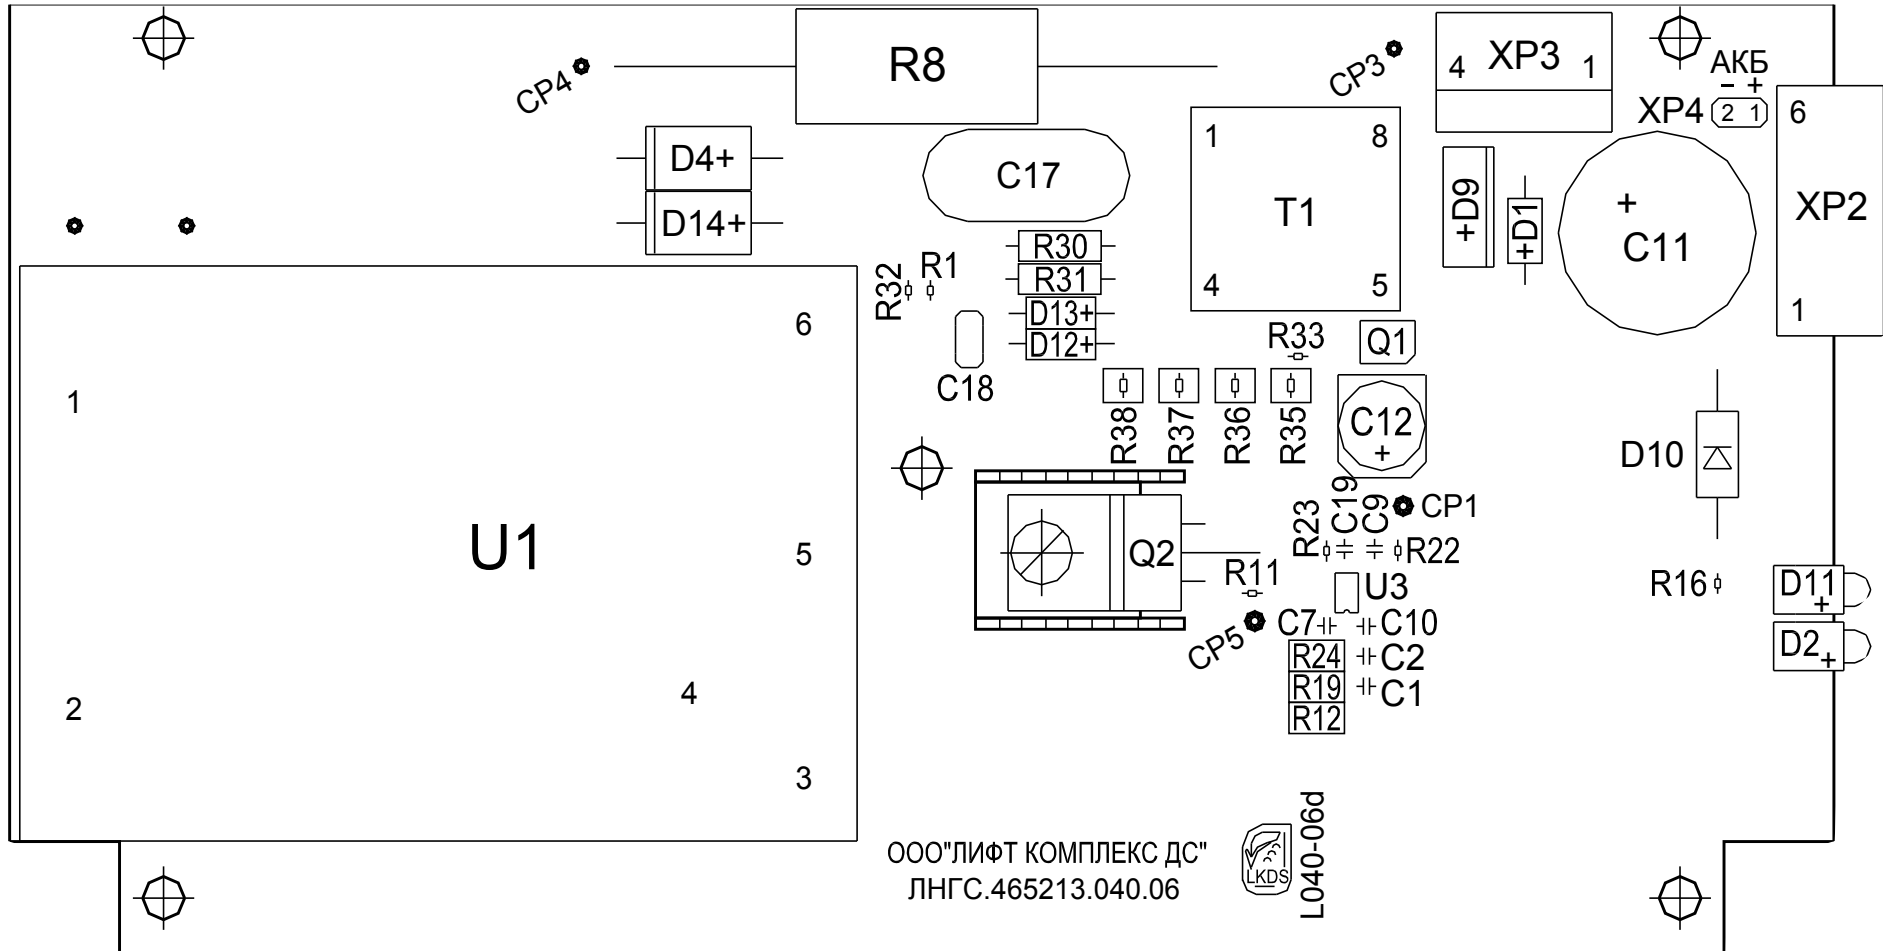 R8
CP4
CP3
4 XP3 1
АКБ
- +
XP4 2 1
6
XP2
1
D4+
D14+
C17
1 8
T1
4 5
+D9
+D1
+
C11
R30
R31
D13+
D12+
R32
R1
C18
R33
Q1
R38
R37
R36
R35
C12
+
D10
6
1
U1
5
2
4
3
Q2
R11
CP5
R23
C19
C9
CP1
R22
U3
C7
C10
R24
C2
R19
C1
R12
R16
D11
+
D2
+
ООО"ЛИФТ КОМПЛЕКС ДС"
ЛНГС.465213.040.06
LKDS
L040-06d